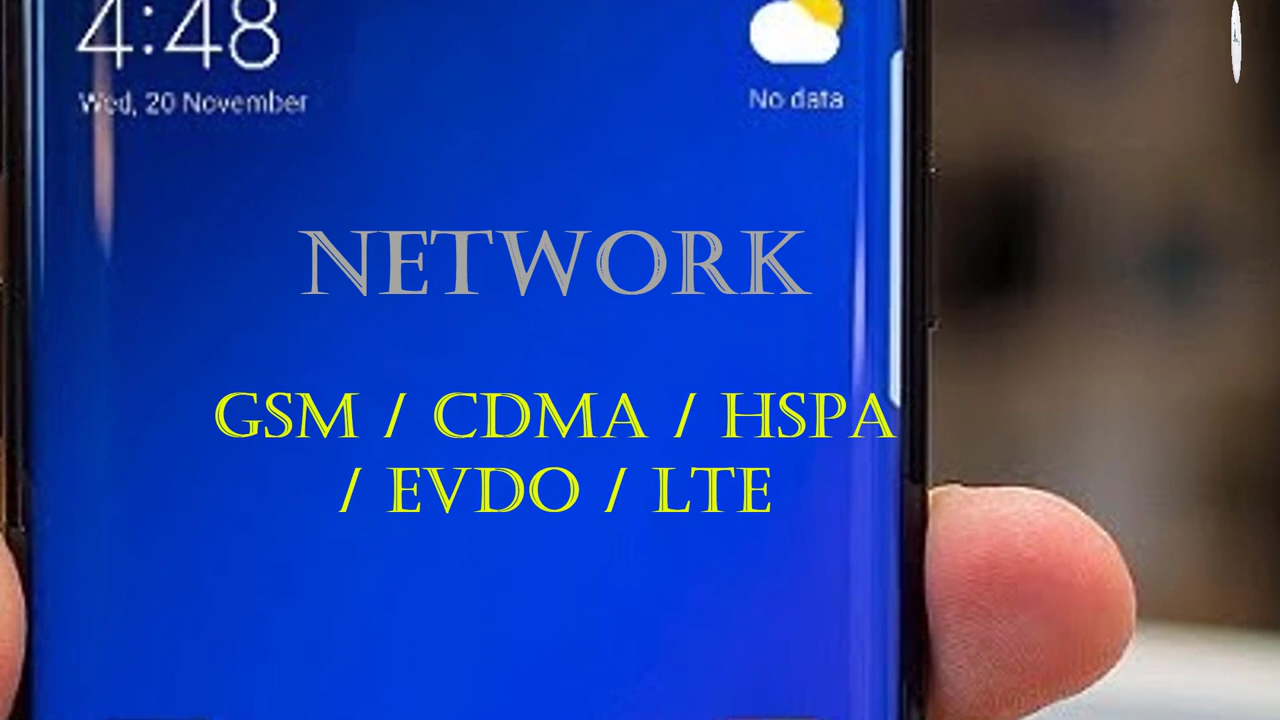 4:48
Wed, 20 November
No data
NETWORK
GSM / CDMA / HSPA
/ EVDO / LTE